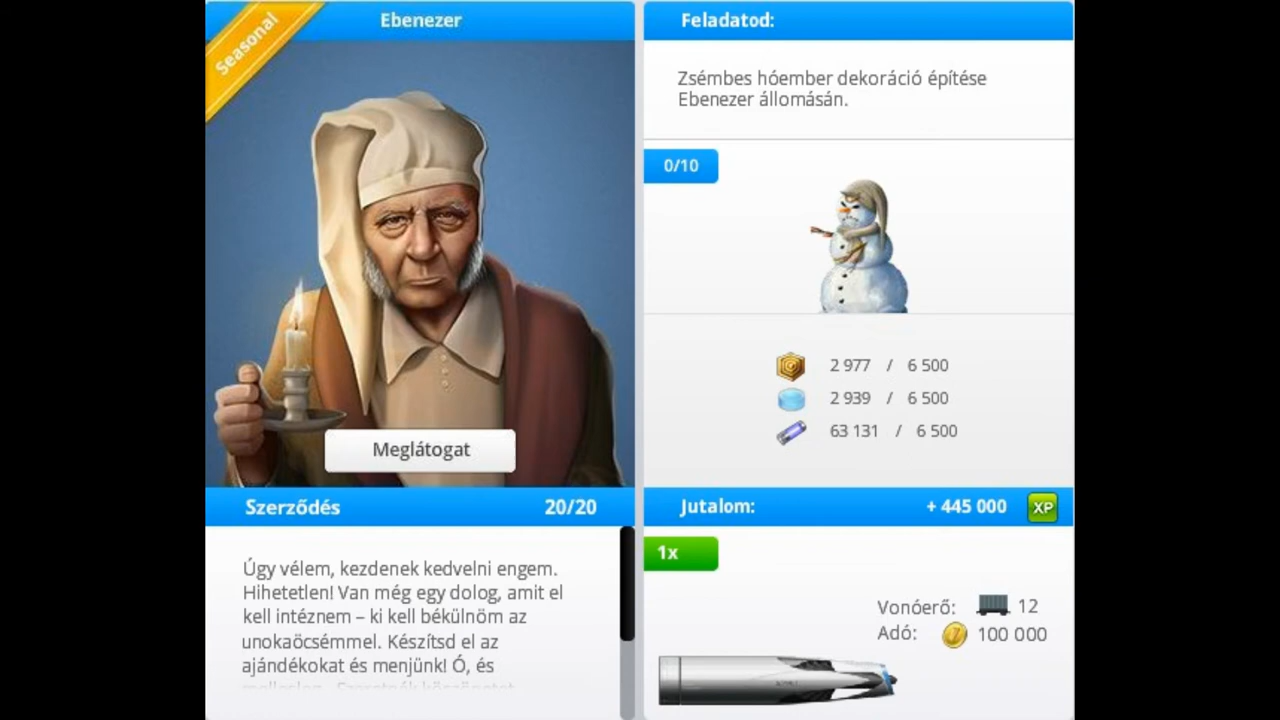 Seasonal
Ebenezer
Meglátogat
Szerződés 20/20
Úgy vélem, kezdenek kedvelni engem.
Hihetetlen! Van még egy dolog, amit el
kell intéznem – ki kell békülnöm az
unokaöcsémmel. Készítsd el az
ajándékokat és menjünk! Ó, és
Feladatod:
Zsémbes hóember dekoráció építése
Ebenezer állomásán.
0/10
2 977 / 6 500
2 939 / 6 500
63 131 / 6 500
Jutalom: + 445 000 XP
1x
Vonóerő: 12
Adó: 100 000